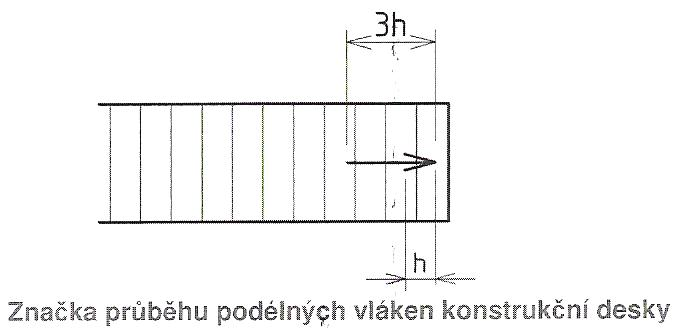 3h
h
Značka průběhu podélných vláken konstrukční desky